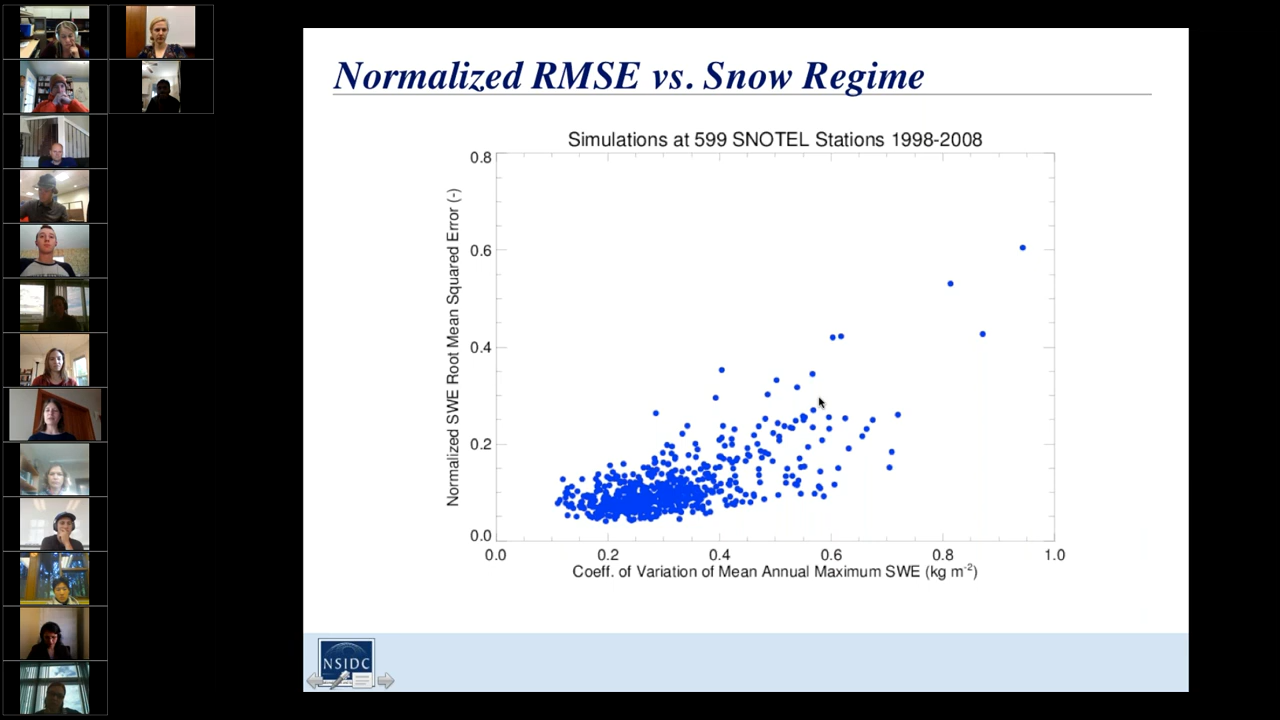 Normalized RMSE vs. Snow Regime
Simulations at 599 SNOTEL Stations 1998-2008
Normalized SWE Root Mean Squared Error (-)
0.8
0.6
0.4
0.2
0.0
0.0 0.2 0.4 0.6 0.8 1.0
Coeff. of Variation of Mean Annual Maximum SWE (kg m⁻²)
NSIDC